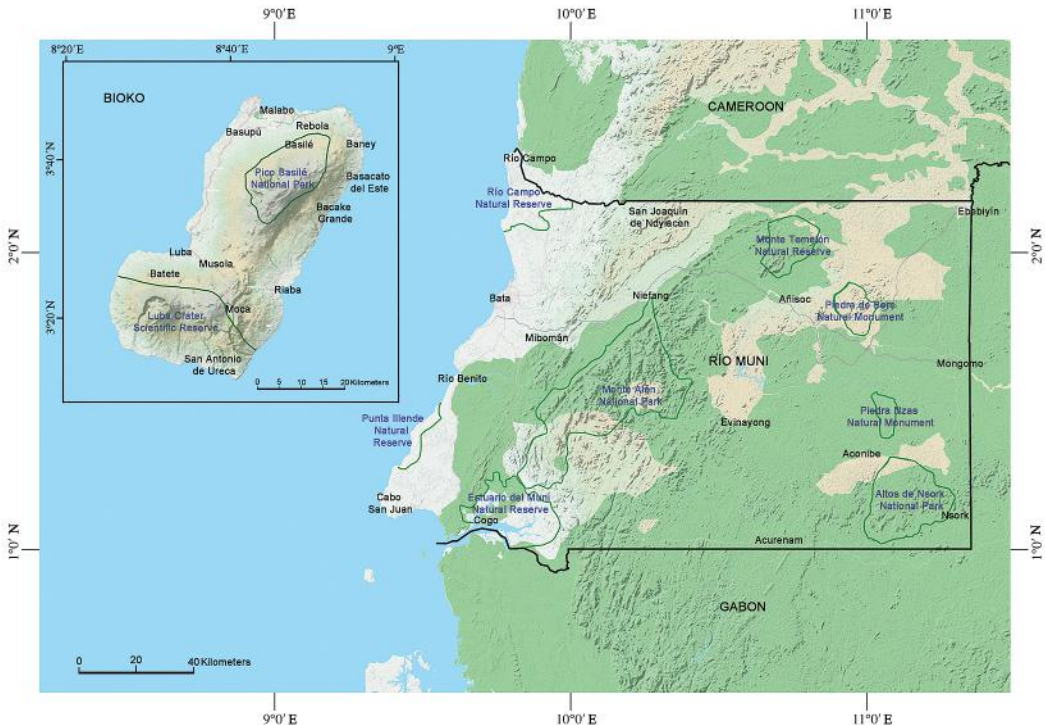 9°0´E
10°0´E
11°0´E
8°20´E
8°40´E
9°E
BIOKO
CAMEROON
Malabo
Rebola
Basupú
Basilé
Baney
3°40´N
Pico Basilé
National Park
Basacato
del Este
Bacake
Grande
Río Campo
Río Campo
Natural Reserve
San Joaquín
de Ndyiecen
Ebebiyín
2°0´N
2°0´N
Monte Temelón
Natural Reserve
Luba
Musola
Batete
Riaba
Moca
3°20´N
Luba Crater
Scientific Reserve
San Antonio
de Ureca
0 5 10 15 20 Kilometers
Bata
Niefang
Añisoc
Piedra de Bere
Natural Monument
Mibomán
RÍO MUNI
Mongomo
Río Benito
Monte Alén
National Park
Punta Illende
Natural
Reserve
Evinayong
Piedra Nzas
Natural Monument
Aconibe
Cabo
San Juan
Estuario del Muni
Natural Reserve
Cogo
Altos de Nsork
National Park
Nsork
1°0´N
1°0´N
Acurenam
GABON
0 20 40 Kilometers
9°0´E
10°0´E
11°0´E